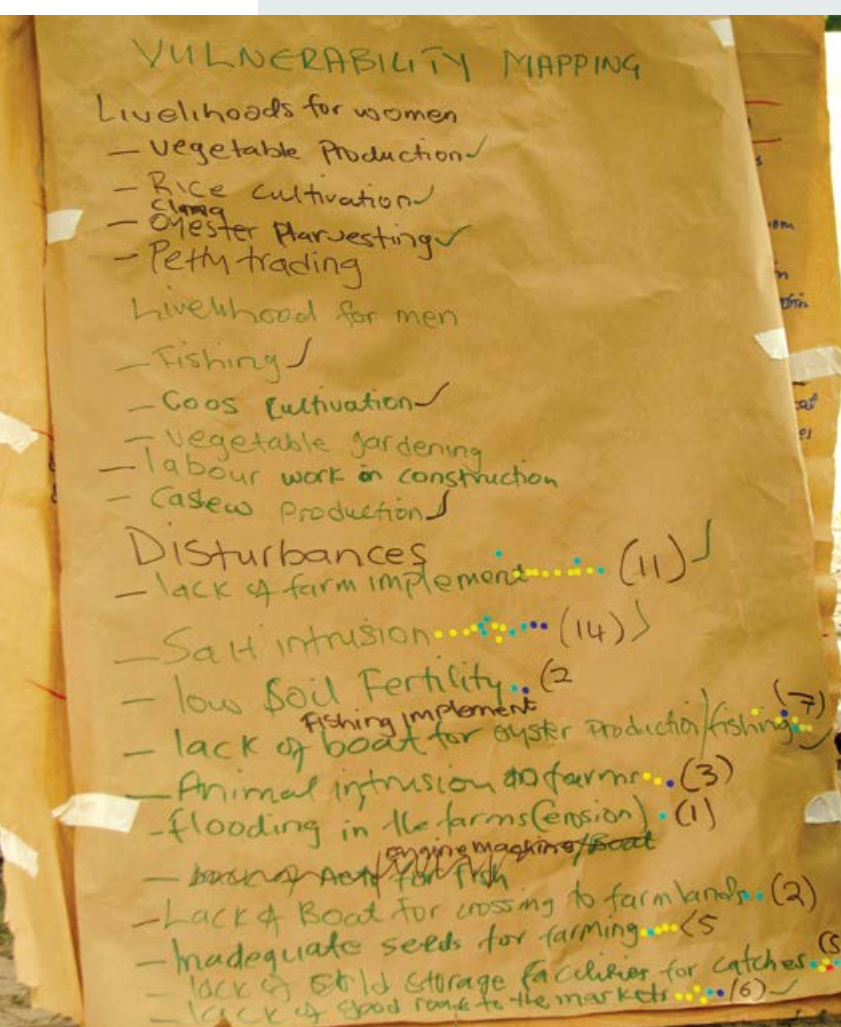 VULNERABILITY MAPPING
Livelihoods for women
- Vegetable Production✓
- Rice Cultivation✓
Clams
- Oyester Harvesting✓
- Petty trading
Livelihood for men
- Fishing✓
- Coos Cultivation✓
- Vegetable gardening
- labour work in construction
- Casew Production✓
Disturbances
- lack of farm implement (11)✓
- Salt intrusion (14)✓
- low Soil Fertility (2
Fishing implement (7)
- lack of boat for oyster Production/fishing✓
- Animal intrusion farms (3)
- flooding in the farms (erosion) (1)
engine machine/Boat
for fish
- Lack of Boat for crossing to farm lands (2)
- Inadequate seeds for farming (5
- lack of storage facilities for catches (5
- lack of good to the markets (6)✓